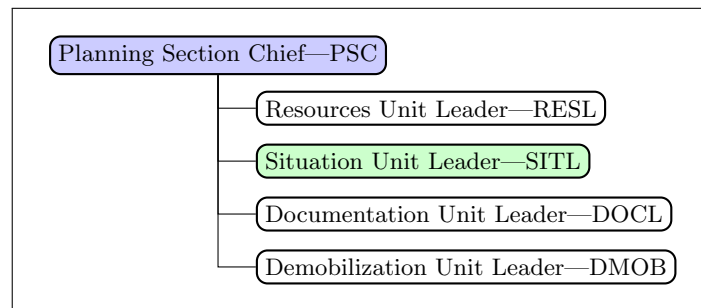 Planning Section Chief—PSC
Resources Unit Leader—RESL
Situation Unit Leader—SITL
Documentation Unit Leader—DOCL
Demobilization Unit Leader—DMOB